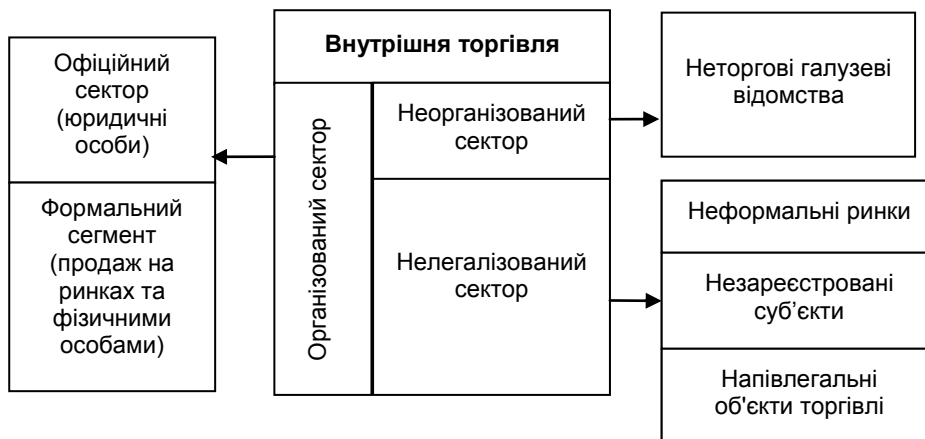 Офіційний
сектор
(юридичні
особи)
Формальний
сегмент
(продаж на
ринках та
фізичними
особами)
Внутрішня торгівля
Організований сектор
Неорганізований
сектор
Нелегалізований
сектор
Неторгові галузеві
відомства
Неформальні ринки
Незареєстровані
суб’єкти
Напівлегальні
об'єкти торгівлі